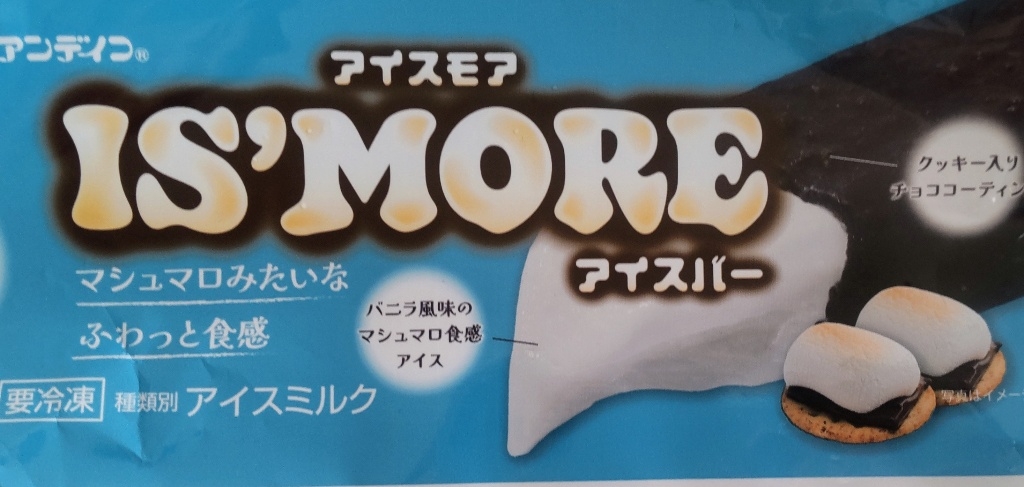 アンデイコ®
アイスモア
IS'MORE
アイスバー
クッキー入り
チョココーティン
マシュマロみたいな
ふわっと食感
バニラ風味の
マシュマロ食感
アイス
要冷凍 種類別 アイスミルク
写真はイメー